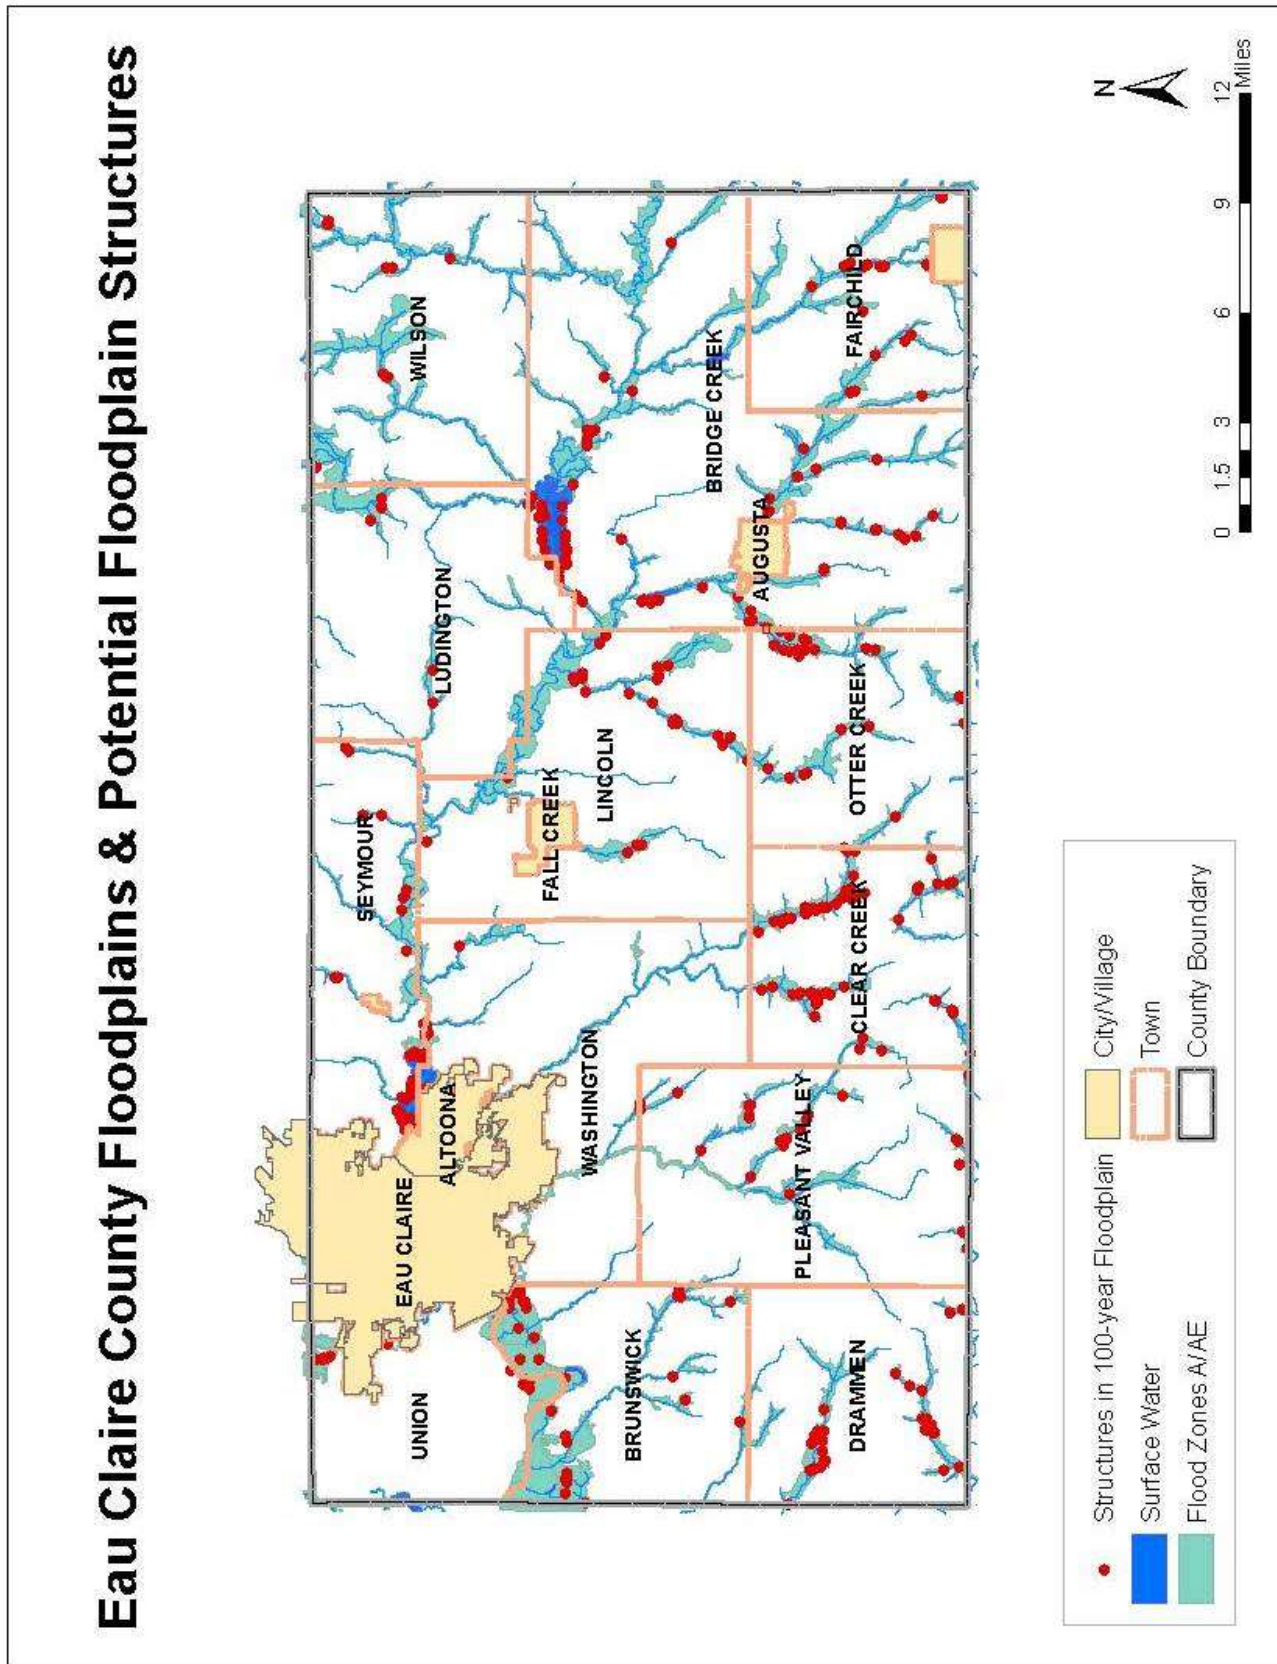 Eau Claire County Floodplains & Potential Floodplain Structures
WILSON
LUDINGTON
SEYMOUR
EAU CLAIRE
ALTOONA
UNION
BRIDGE CREEK
FALL CREEK
LINCOLN
WASHINGTON
BRUNSWICK
FAIRCHILD
AUGUSTA
OTTER CREEK
CLEAR CREEK
PLEASANT VALLEY
DRAMMEN
Structures in 100-year Floodplain
Surface Water
Flood Zones A/AE
City/Village
Town
County Boundary
N
0 1.5 3 6 9 12
Miles